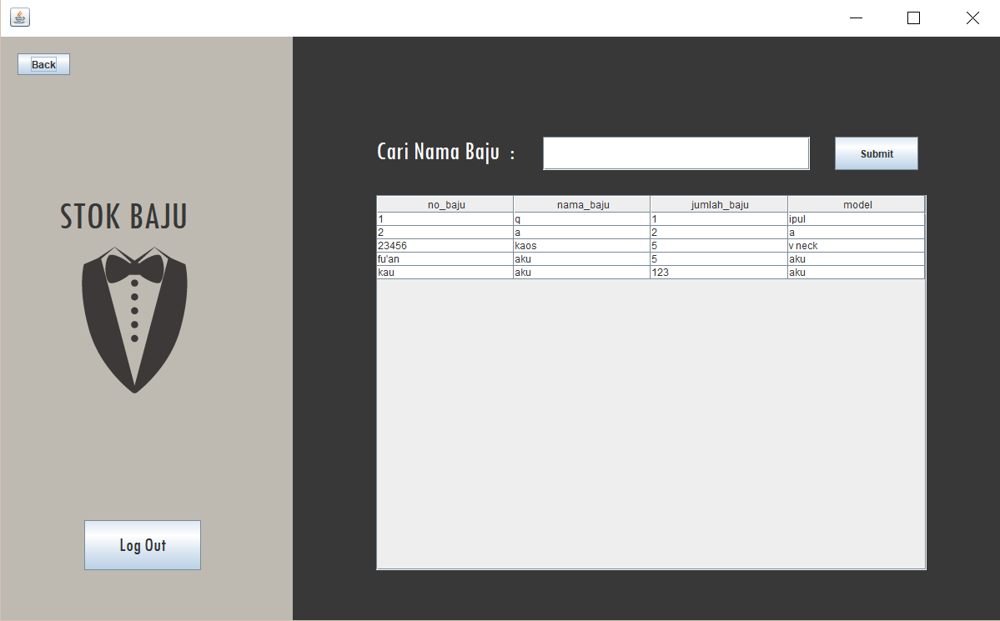 Back
STOK BAJU
Log Out
Cari Nama Baju :
Submit
no_baju nama_baju jumlah_baju model
1 q 1 ipul
2 a 2 a
23456 kaos 5 v neck
fu'an aku 5 aku
kau aku 123 aku